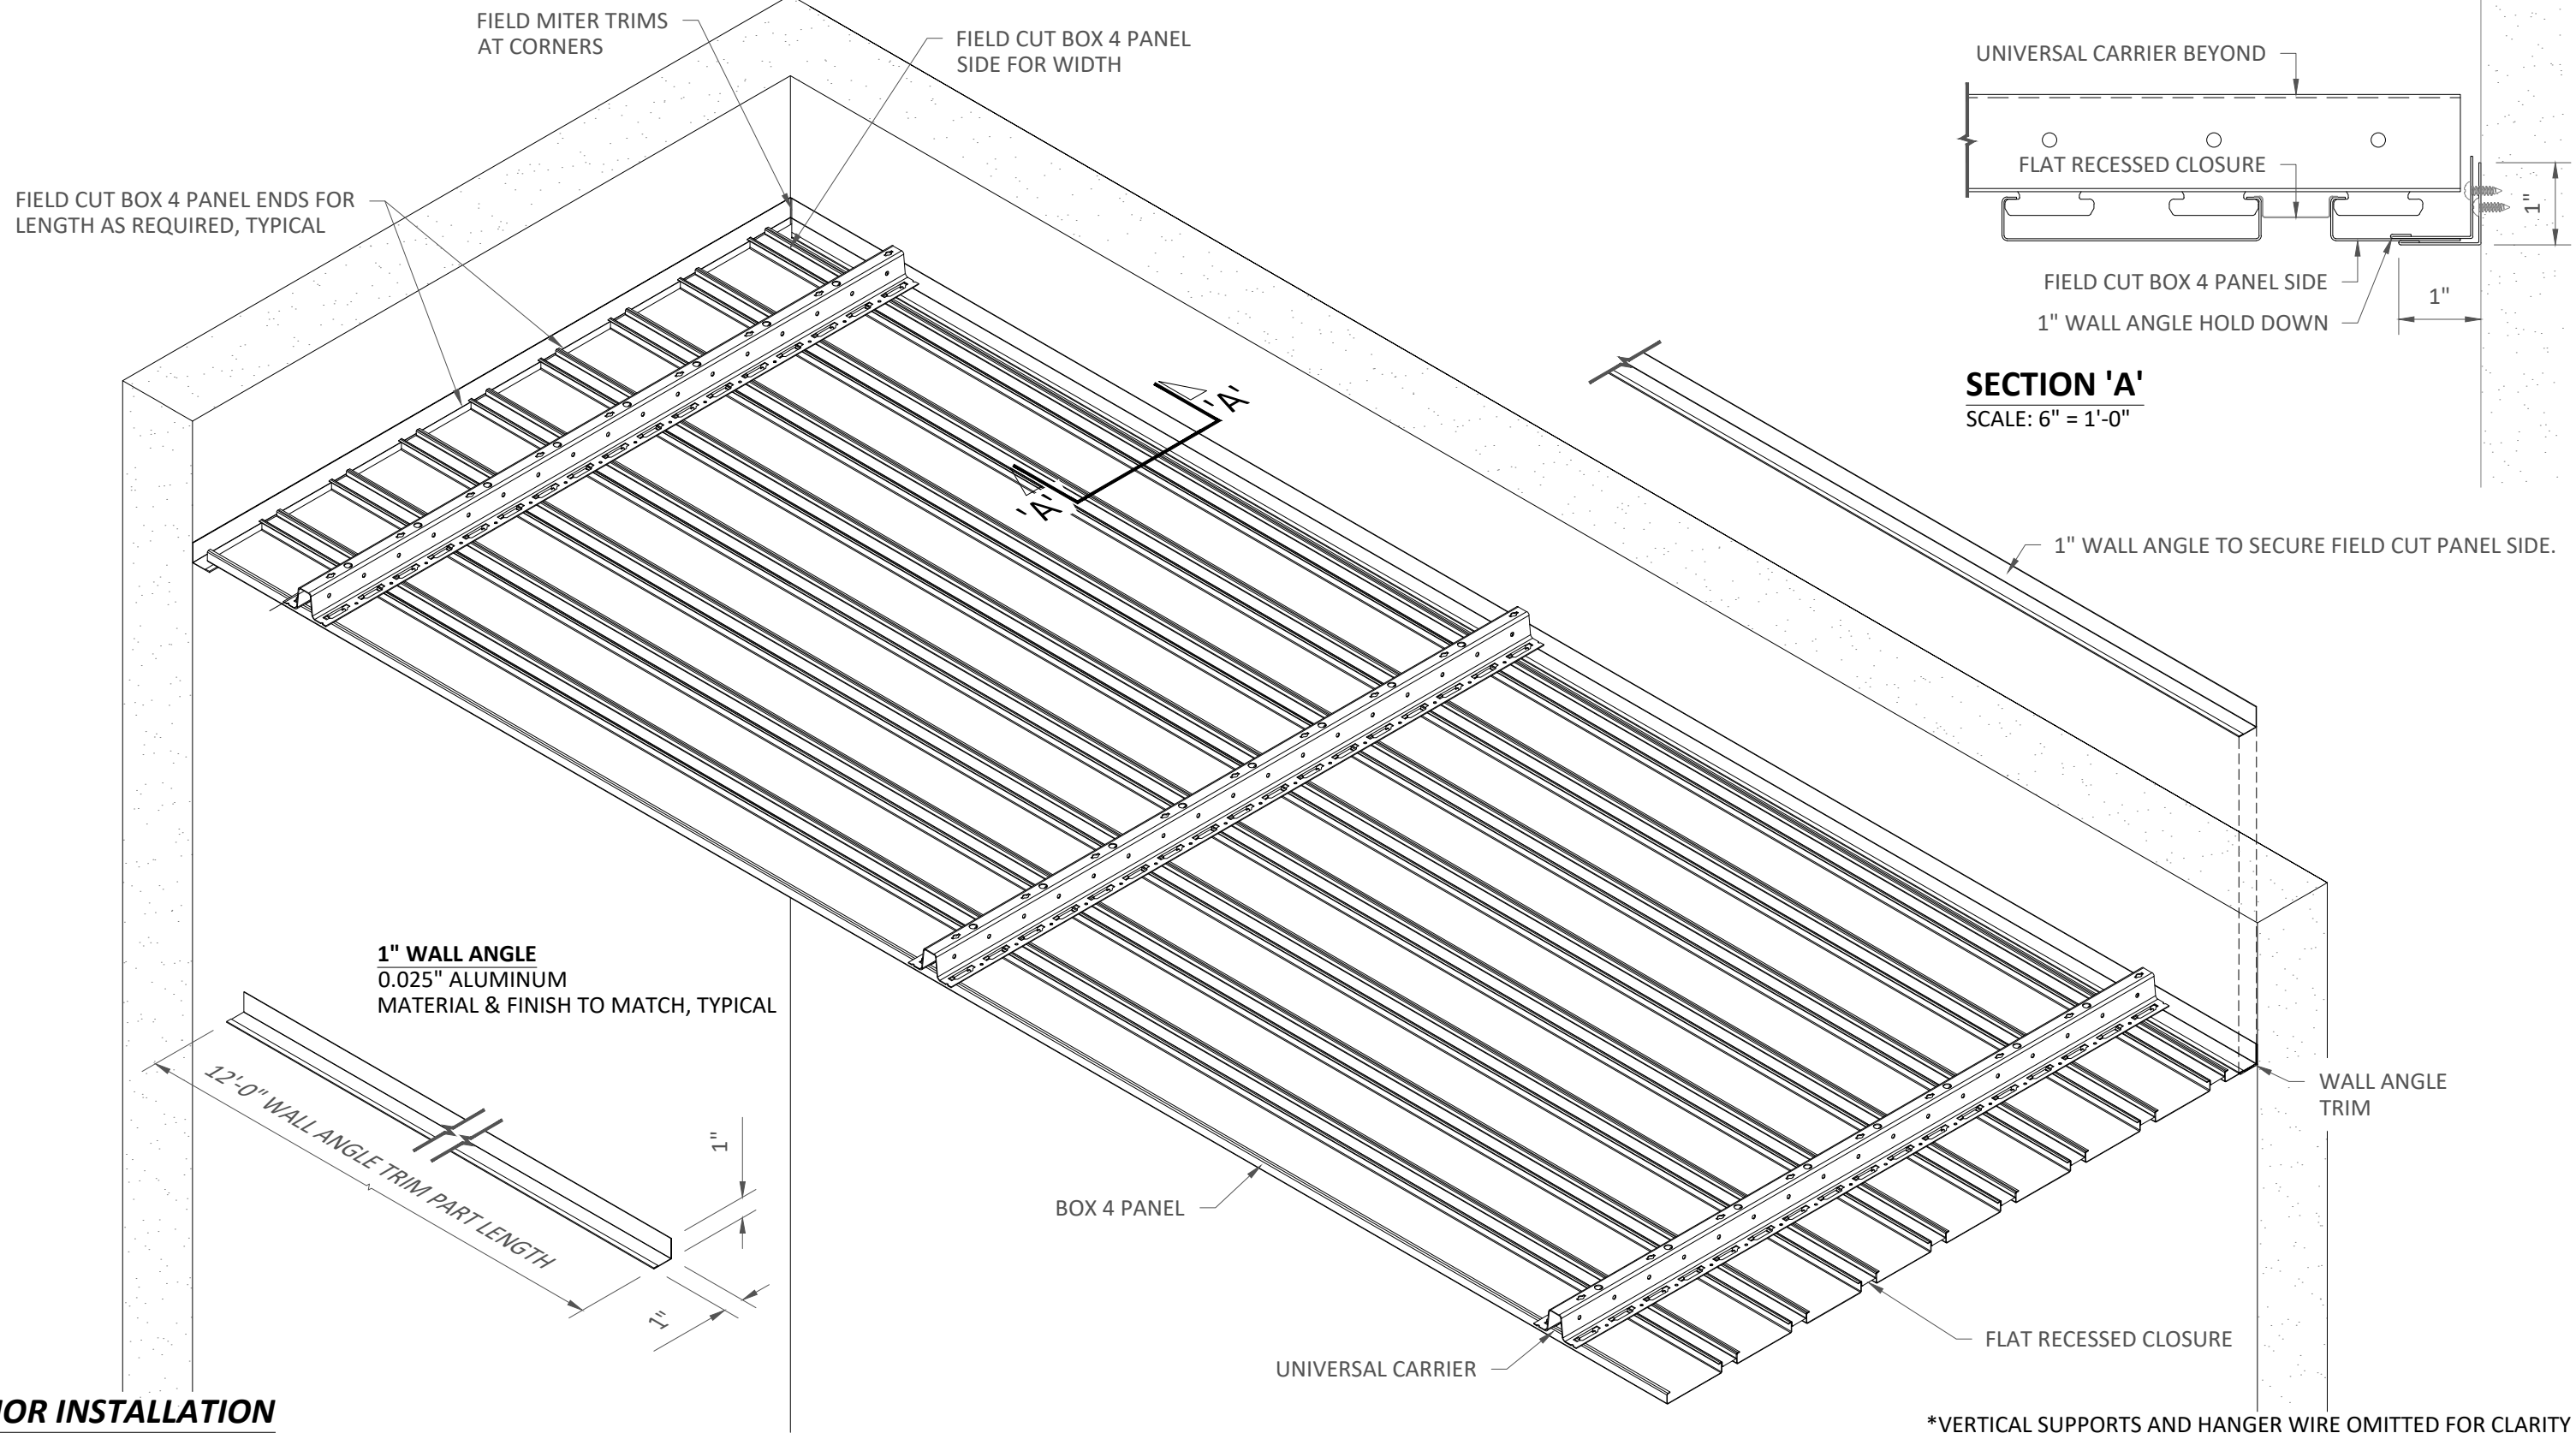 FIELD MITER TRIMS
AT CORNERS
FIELD CUT BOX 4 PANEL
SIDE FOR WIDTH
FIELD CUT BOX 4 PANEL ENDS FOR
LENGTH AS REQUIRED, TYPICAL
UNIVERSAL CARRIER BEYOND
FLAT RECESSED CLOSURE
1"
FIELD CUT BOX 4 PANEL SIDE
1"
1" WALL ANGLE HOLD DOWN
SECTION 'A'
SCALE: 6" = 1'-0"
'A'
'A'
1" WALL ANGLE TO SECURE FIELD CUT PANEL SIDE.
1" WALL ANGLE
0.025" ALUMINUM
MATERIAL & FINISH TO MATCH, TYPICAL
12'-0" WALL ANGLE TRIM PART LENGTH
1"
1"
WALL ANGLE
TRIM
BOX 4 PANEL
UNIVERSAL CARRIER
FLAT RECESSED CLOSURE
IOR INSTALLATION
*VERTICAL SUPPORTS AND HANGER WIRE OMITTED FOR CLARITY